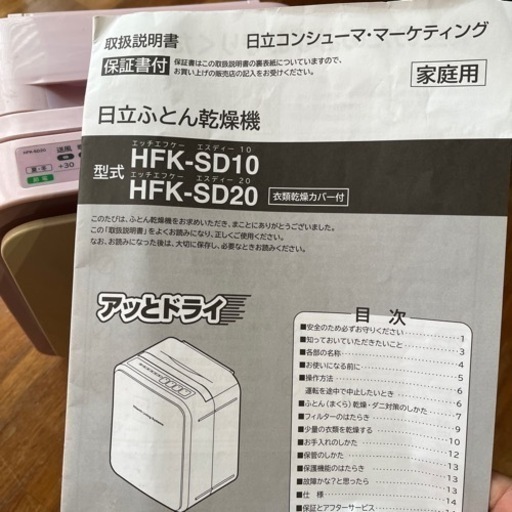 取扱説明書
日立コンシューマ・マーケティング
保証書付
保証書はこの取扱説明書の裏表紙についていますので、
お買い上げの販売店の記入をお受けください。
家庭用
日立ふとん乾燥機
型式
エッチエフケー エスディー10
HFK-SD10
エッチエフケー エスディー20
HFK-SD20
衣類乾燥カバー付
このたびは、ふとん乾燥機をお求めいただき、まことにありがとうございます。
この「取扱説明書」をよくお読みになり、正しくご使用ください。
なお、お読みになった後は、大切に保存し、必要なときお読みください。
アッとドライ
目次
■安全のため必ずお守りください 1
■知っておいていただきたいこと 3
■各部の名称 4
■お使いになる前に 5
■操作方法 5
運転を途中で中止したいとき 6
■ふとん(まくら)乾燥・ダニ対策のしかた 7
■フィルターのはたらき 9
■少量の衣類を乾燥する 10
■お手入れのしかた 12
■保管のしかた 13
■保護機能のはたらき 13
■故障かな?と思ったら 13
■仕様 14
■保証とアフターサービス
送風
+30